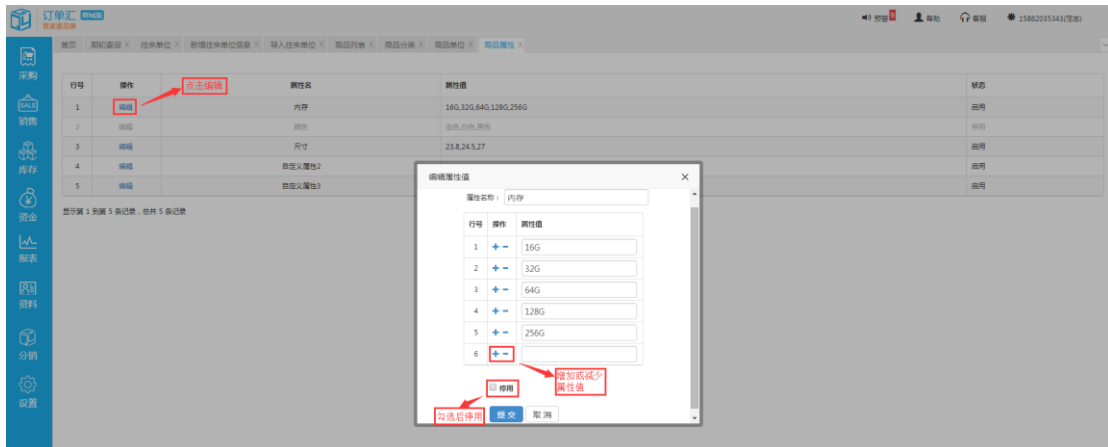 订单汇 商城版
管家婆品牌
预警
帮助
客服
15882035343(范思)
首页 期初查询 × 往来单位 × 新增往来单位信息 × 导入往来单位 × 商品列表 × 商品分类 × 商品单位 × 商品属性 ×
采购
销售
库存
资金
报表
资料
分销
设置
行号 操作 属性名 属性值 状态
点击编辑
1 编辑 内存 16G,32G,64G,128G,256G 启用
2 编辑 颜色 金色,白色,黑色 停用
3 编辑 尺寸 23.8,24.5,27 启用
4 编辑 自定义属性2 启用
5 编辑 自定义属性3 启用
显示第 1 到第 5 条记录，总共 5 条记录
编辑属性值 ×
属性名称： 内存
行号 操作 属性值
1 + - 16G
2 + - 32G
3 + - 64G
4 + - 128G
5 + - 256G
6 + -
增加或减少
属性值
停用
勾选后停用
提交 取消